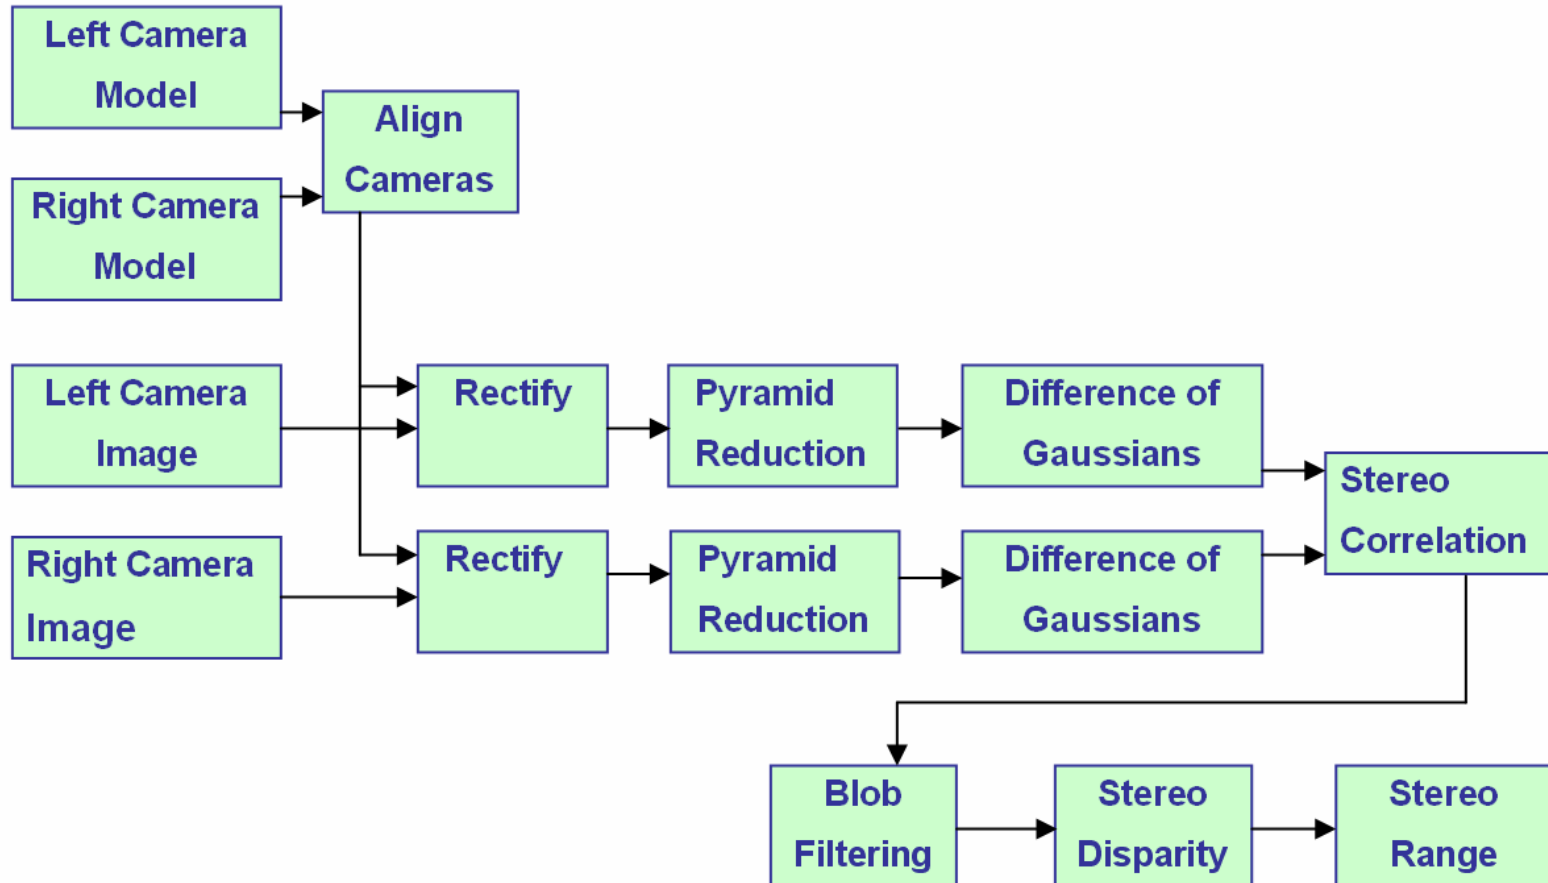 Left Camera
Model
Right Camera
Model
Align
Cameras
Left Camera
Image
Rectify
Pyramid
Reduction
Difference of
Gaussians
Right Camera
Image
Rectify
Pyramid
Reduction
Difference of
Gaussians
Stereo
Correlation
Blob
Filtering
Stereo
Disparity
Stereo
Range